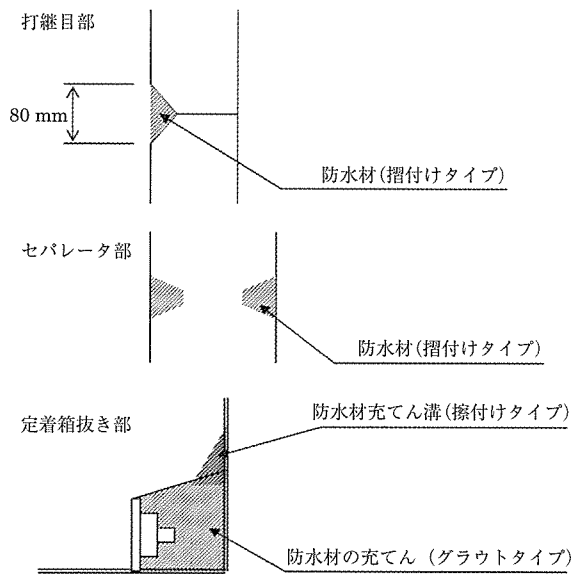 打継目部
80 mm
防水材(摺付けタイプ)
セパレータ部
防水材(摺付けタイプ)
防水材充てん溝(擦付けタイプ)
定着箱抜き部
防水材の充てん (グラウトタイプ)